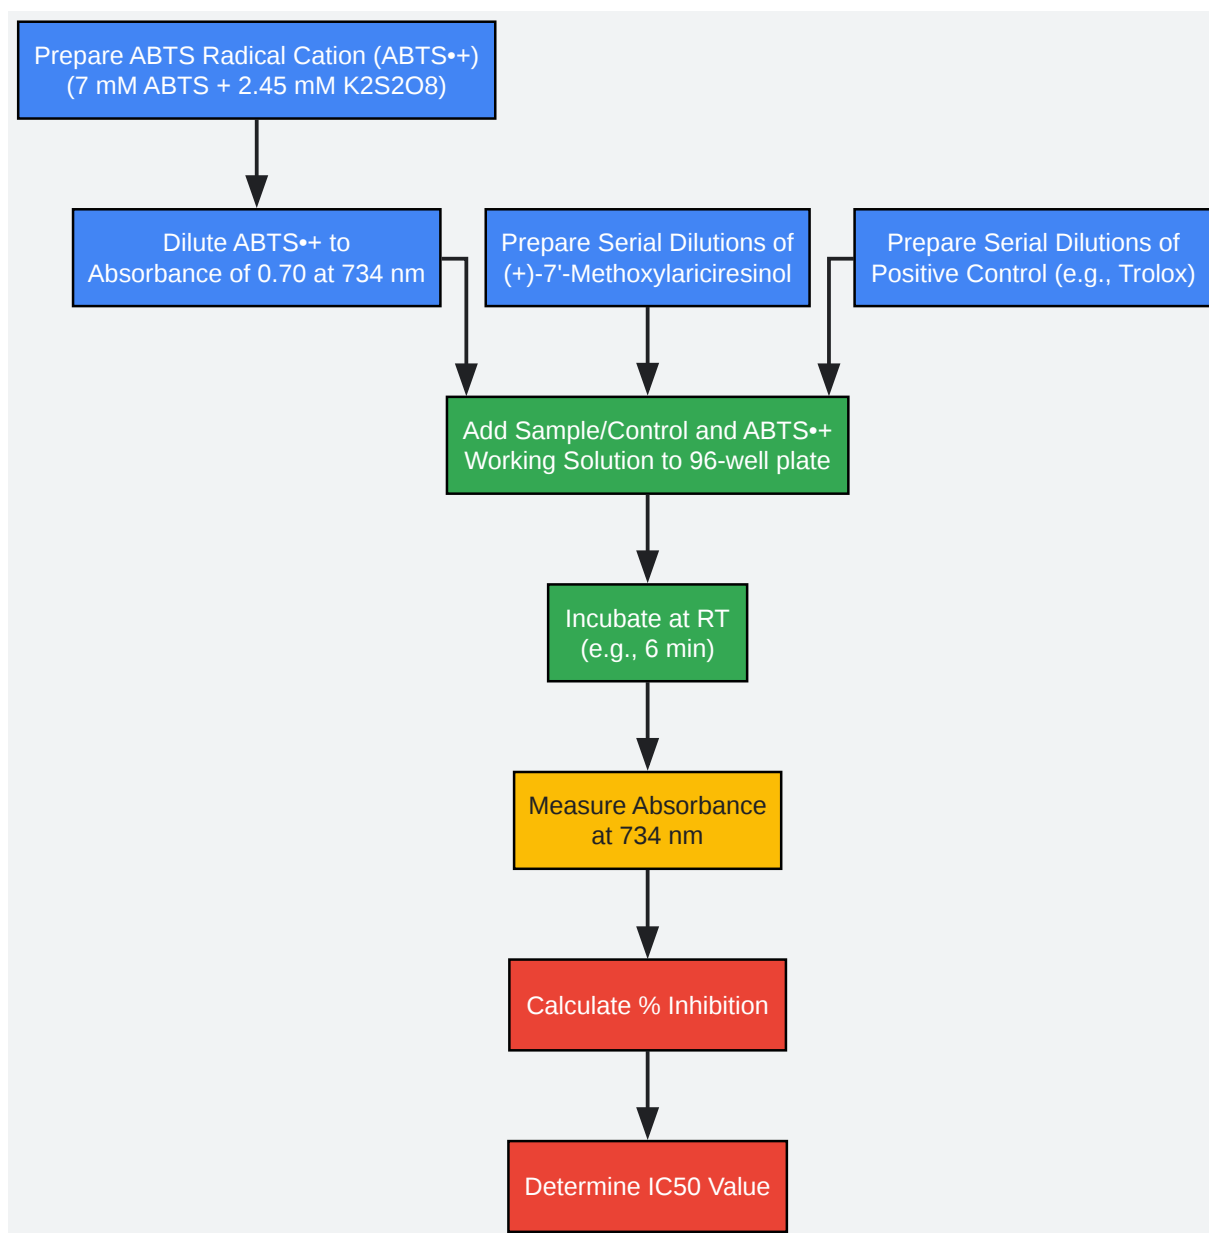 Prepare ABTS Radical Cation (ABTS•+)
(7 mM ABTS + 2.45 mM K2S2O8)
Dilute ABTS•+ to
Absorbance of 0.70 at 734 nm
Prepare Serial Dilutions of
(+)-7'-Methoxylariciresinol
Prepare Serial Dilutions of
Positive Control (e.g., Trolox)
Add Sample/Control and ABTS•+
Working Solution to 96-well plate
Incubate at RT
(e.g., 6 min)
Measure Absorbance
at 734 nm
Calculate % Inhibition
Determine IC50 Value